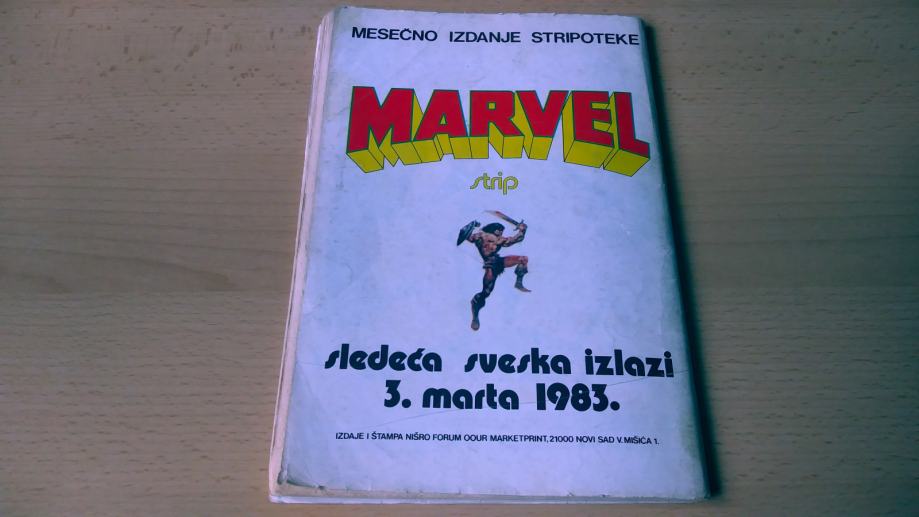 MESEČNO IZDANJE STRIPOTEKE
MARVEL
strip
sledeća sveska izlazi
3. marta 1983.
IZDAJE I ŠTAMPA NIŠRO FORUM OOUR MARKETPRINT, 21000 NOVI SAD V. MIŠIĆA 1.